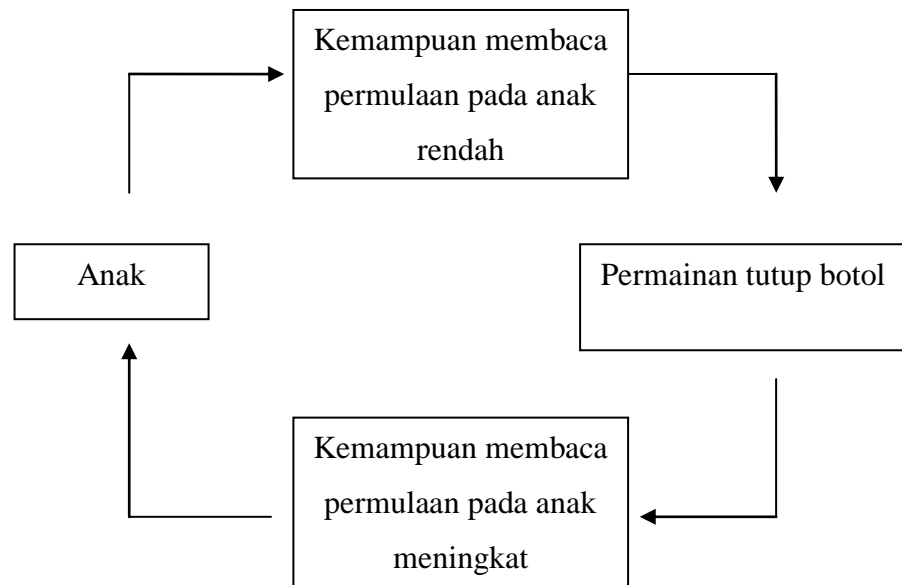 Kemampuan membaca
permulaan pada anak
rendah
Anak
Permainan tutup botol
Kemampuan membaca
permulaan pada anak
meningkat